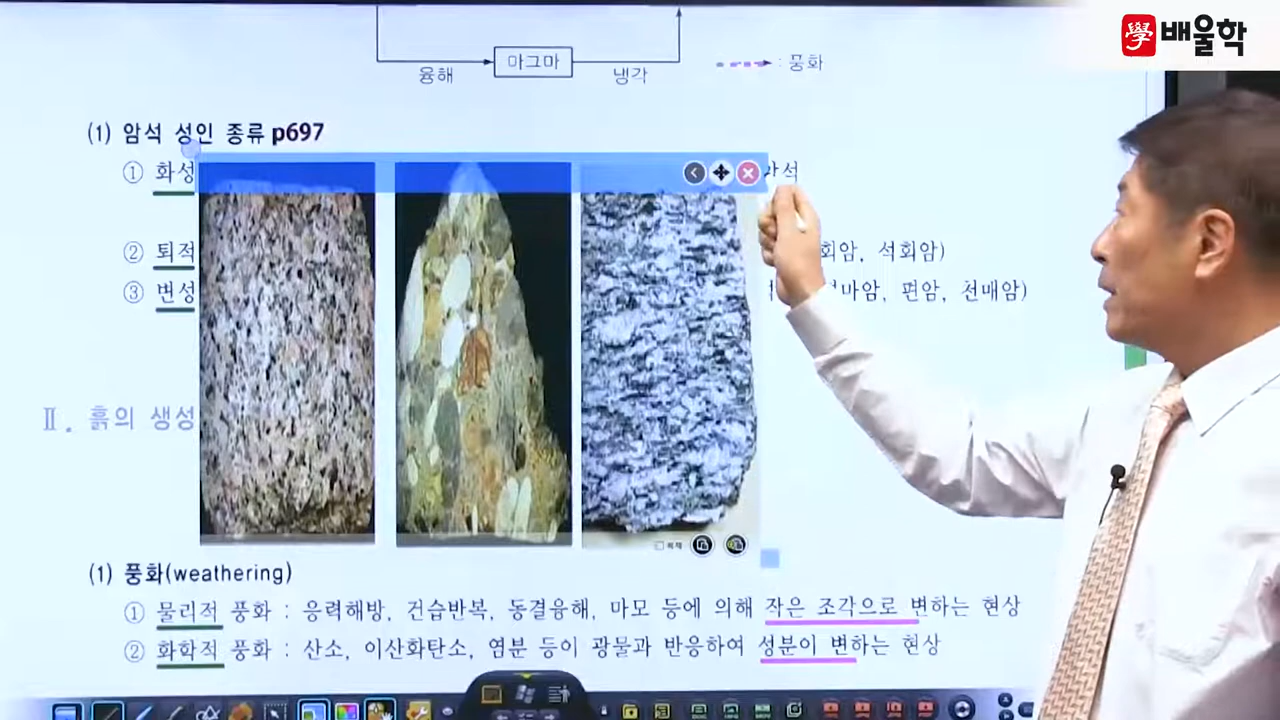 學 배울학
마그마
융해
냉각
: 풍화
(1) 암석 성인 종류 p697
① 화성
② 퇴적 회암, 석회암)
③ 변성 마암, 편암, 천매암)
Ⅱ. 흙의 생성
(1) 풍화(weathering)
① 물리적 풍화 : 응력해방, 건습반복, 동결융해, 마모 등에 의해 작은 조각으로 변하는 현상
② 화학적 풍화 : 산소, 이산화탄소, 염분 등이 광물과 반응하여 성분이 변하는 현상